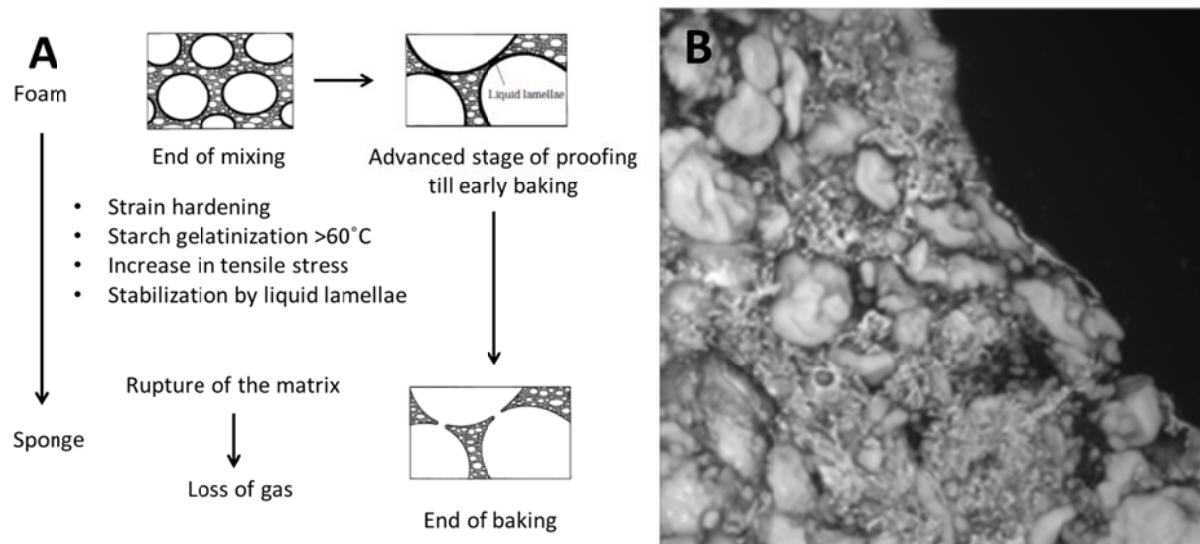 A
Foam
End of mixing
Liquid lamellae
Advanced stage of proofing
till early baking
• Strain hardening
• Starch gelatinization >60˚C
• Increase in tensile stress
• Stabilization by liquid lamellae
Rupture of the matrix
Sponge
Loss of gas
End of baking
B